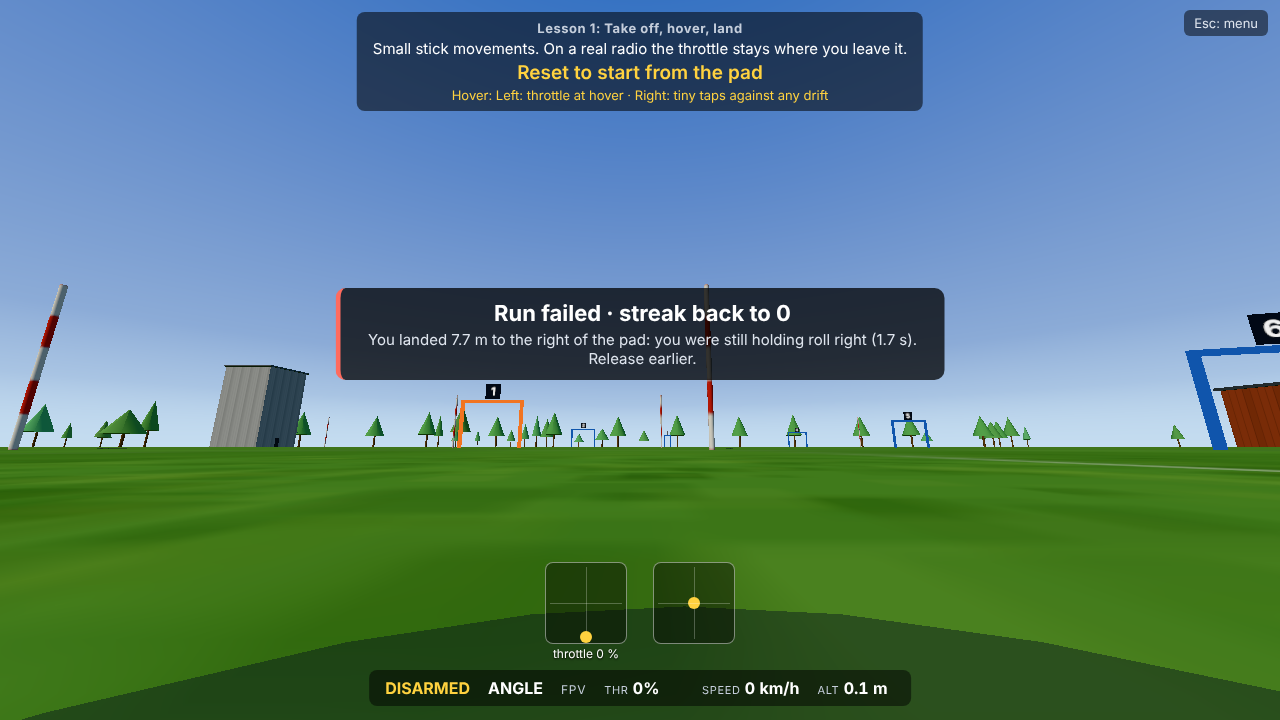 Lesson 1: Take off, hover, land
Small stick movements. On a real radio the throttle stays where you leave it.
Reset to start from the pad
Hover: Left: throttle at hover · Right: tiny taps against any drift
Esc: menu
Run failed · streak back to 0
You landed 7.7 m to the right of the pad: you were still holding roll right (1.7 s).
Release earlier.
6
1
5
throttle 0 %
DISARMED ANGLE FPV THR 0% SPEED 0 km/h ALT 0.1 m